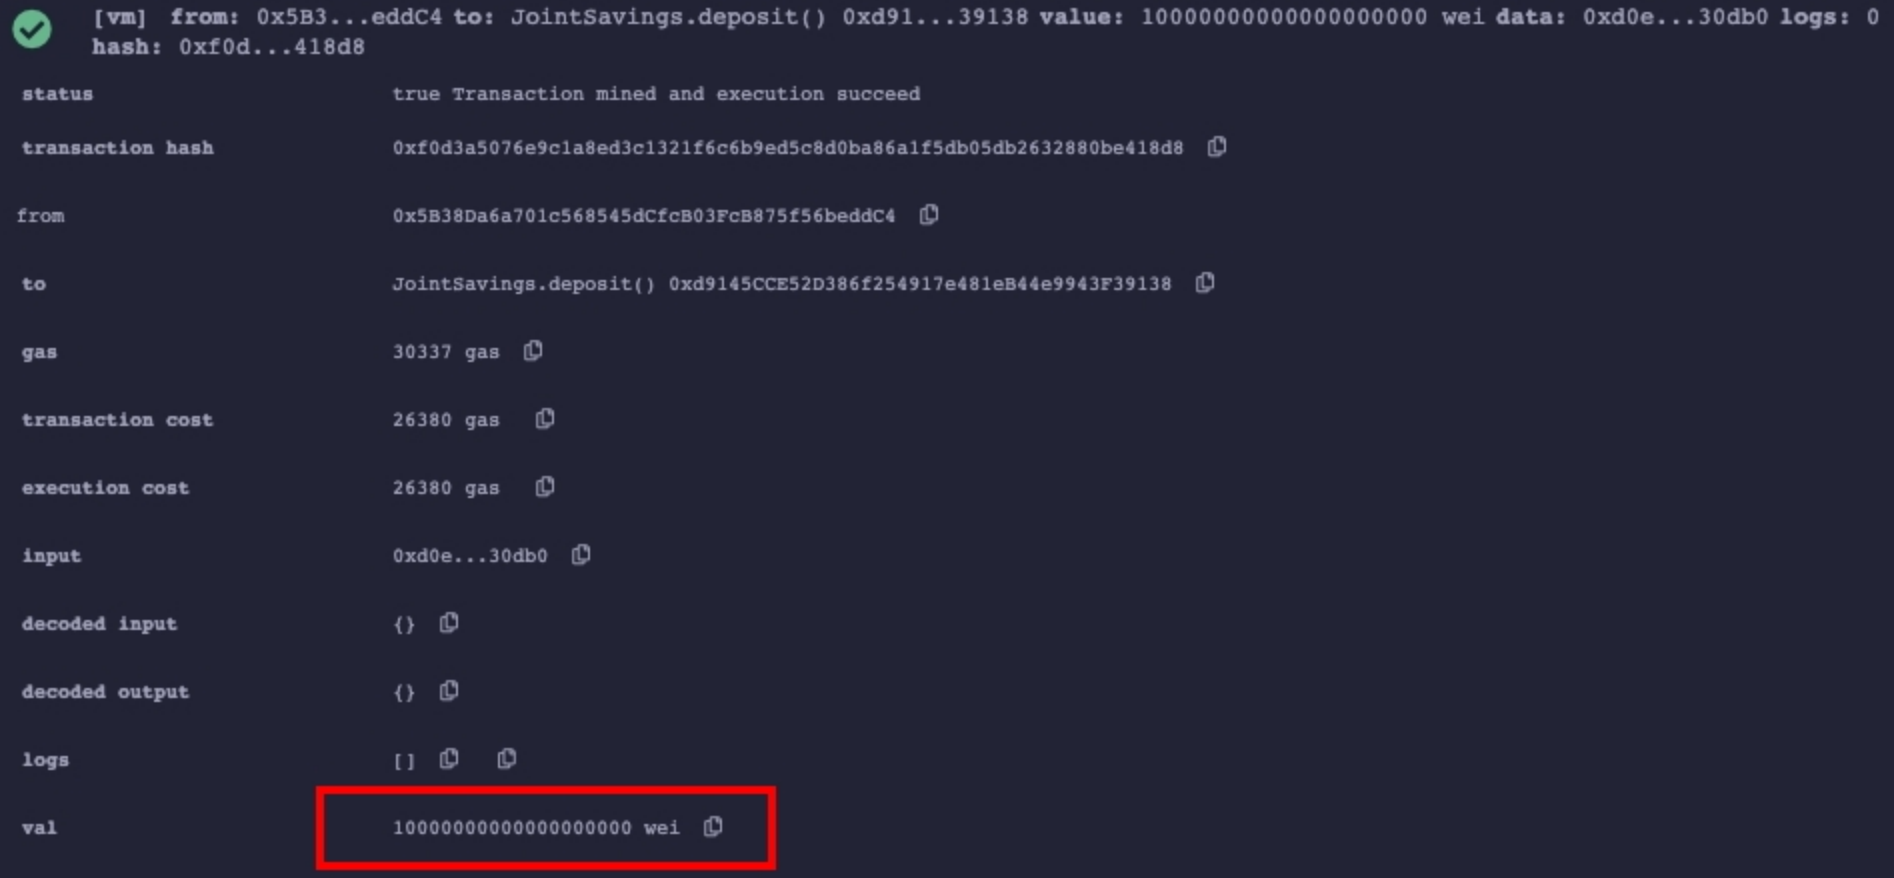 [vm] from: 0x5B3...eddC4 to: JointSavings.deposit() 0xd91...39138 value: 10000000000000000000 wei data: 0xd0e...30db0 logs: 0
hash: 0xf0d...418d8
status true Transaction mined and execution succeed
transaction hash 0xf0d3a5076e9c1a8ed3c1321f6c6b9ed5c8d0ba86a1f5db05db2632880be418d8
from 0x5B38Da6a701c568545dCfcB03FcB875f56beddC4
to JointSavings.deposit() 0xd9145CCE52D386f254917e481eB44e9943F39138
gas 30337 gas
transaction cost 26380 gas
execution cost 26380 gas
input 0xd0e...30db0
decoded input {}
decoded output {}
logs []
val 10000000000000000000 wei